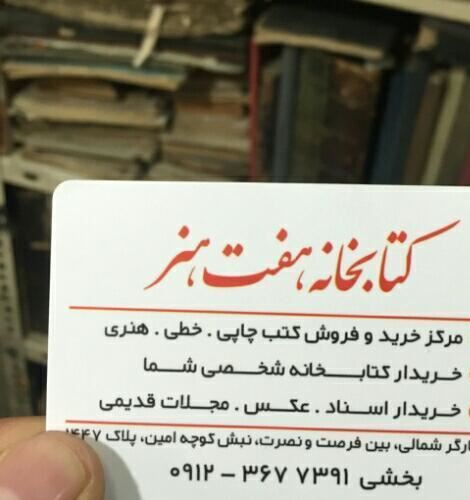 کتابخانه هفت هنر
مرکز خرید و فروش کتب چاپی . خطی . هنری
خریدار کتابخانه شخصی شما
خریدار اسناد . عکس . مجلات قدیمی
ارگر شمالی، بین فرصت و نصرت، نبش کوچه امین، پلاک ۱۴۴۷
بخشی ۷۳۹۱ ۳۶۷ - ۰۹۱۲